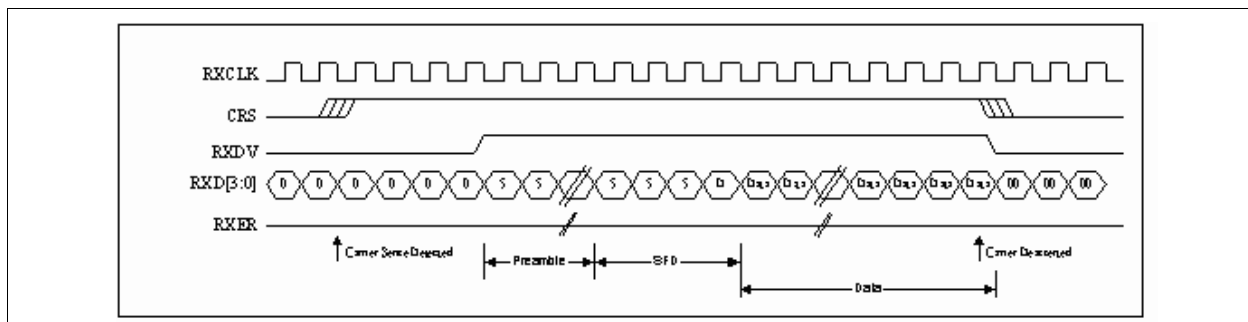 RXCLK
CRS
RXDV
RXD[3:0] 0 0 0 0 0 0 5 5 5 5 5 D 00 00 00
RXER
Carrier Sense Detected
Preamble
SFD
Carrier Deasserted
Data